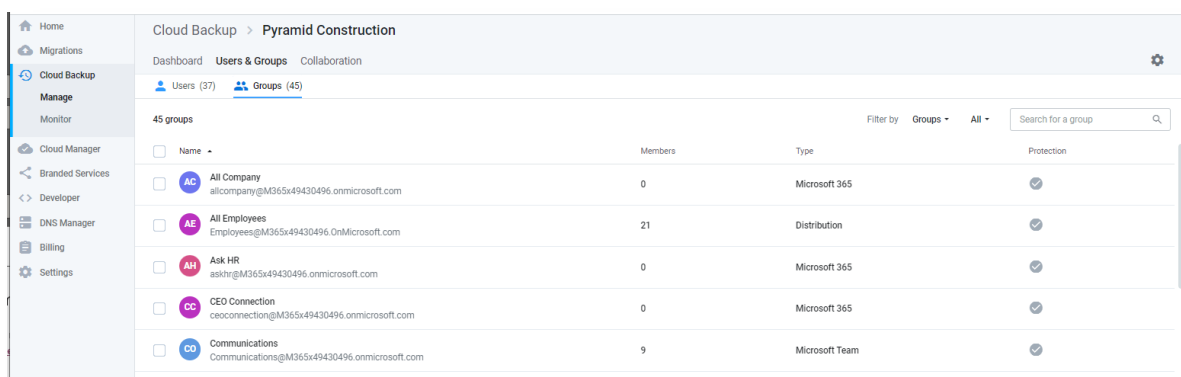 Home
Migrations
Cloud Backup
Manage
Monitor
Cloud Manager
Branded Services
Developer
DNS Manager
Billing
Settings
Cloud Backup > Pyramid Construction
Dashboard Users & Groups Collaboration
Users (37) Groups (45)
45 groups Filter by Groups All Search for a group
Name Members Type Protection
AC All Company 0 Microsoft 365
allcompany@M365x49430496.onmicrosoft.com
AE All Employees 21 Distribution
Employees@M365x49430496.OnMicrosoft.com
AH Ask HR 0 Microsoft 365
askhr@M365x49430496.onmicrosoft.com
CC CEO Connection 0 Microsoft 365
ceoconnection@M365x49430496.onmicrosoft.com
CO Communications 9 Microsoft Team
Communications@M365x49430496.onmicrosoft.com